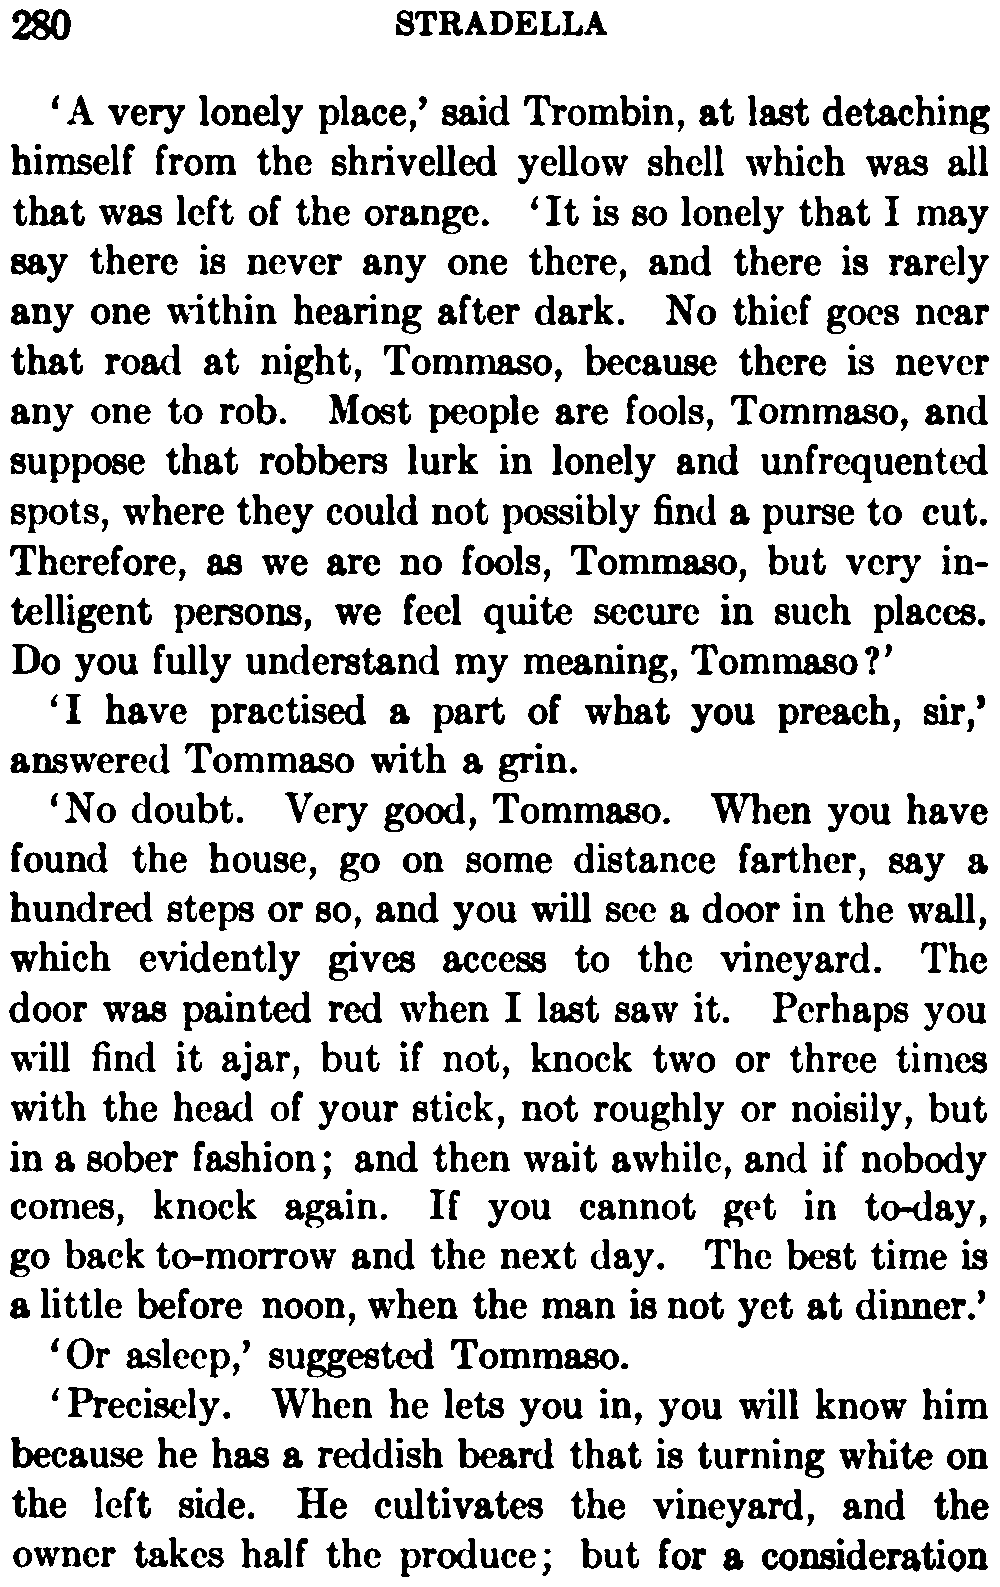 280 STRADELLA
‘A very lonely place,’ said Trombin, at last detaching
himself from the shrivelled yellow shell which was all
that was left of the orange. ‘It is so lonely that I may
say there is never any one there, and there is rarely
any one within hearing after dark. No thief goes near
that road at night, Tommaso, because there is never
any one to rob. Most people are fools, Tommaso, and
suppose that robbers lurk in lonely and unfrequented
spots, where they could not possibly find a purse to cut.
Therefore, as we are no fools, Tommaso, but very in-
telligent persons, we feel quite secure in such places.
Do you fully understand my meaning, Tommaso?’
‘I have practised a part of what you preach, sir,’
answered Tommaso with a grin.
‘No doubt. Very good, Tommaso. When you have
found the house, go on some distance farther, say a
hundred steps or so, and you will see a door in the wall,
which evidently gives access to the vineyard. The
door was painted red when I last saw it. Perhaps you
will find it ajar, but if not, knock two or three times
with the head of your stick, not roughly or noisily, but
in a sober fashion; and then wait awhile, and if nobody
comes, knock again. If you cannot get in to-day,
go back to-morrow and the next day. The best time is
a little before noon, when the man is not yet at dinner.’
‘Or asleep,’ suggested Tommaso.
‘Precisely. When he lets you in, you will know him
because he has a reddish beard that is turning white on
the left side. He cultivates the vineyard, and the
owner takes half the produce; but for a consideration